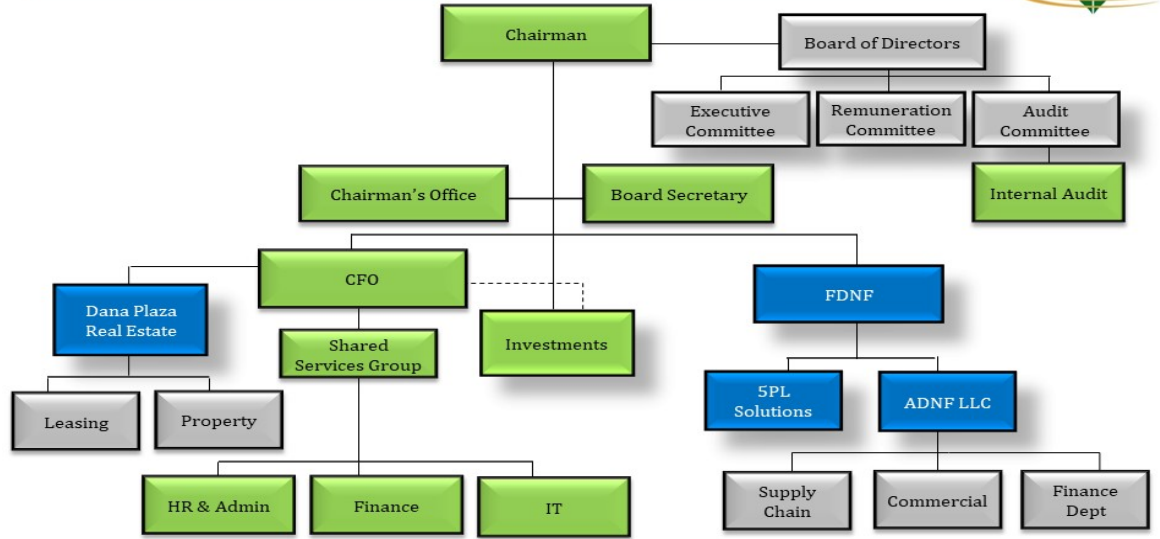 Chairman
Board of Directors
Executive
Committee
Remuneration
Committee
Audit
Committee
Chairman's Office
Board Secretary
Internal Audit
CFO
FDNF
Dana Plaza
Real Estate
Shared
Services Group
Investments
5PL
Solutions
ADNF LLC
Leasing
Property
HR & Admin
Finance
IT
Supply
Chain
Commercial
Finance
Dept